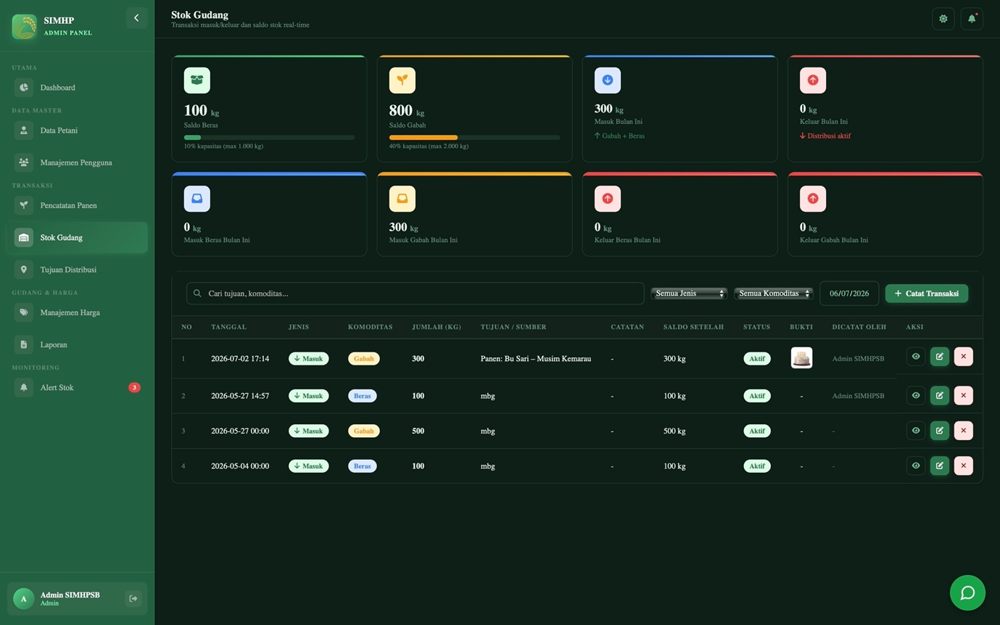 SIMHP
ADMIN PANEL
UTAMA
Dashboard
DATA MASTER
Data Petani
Manajemen Pengguna
TRANSAKSI
Pencatatan Panen
Stok Gudang
Tujuan Distribusi
GUDANG & HARGA
Manajemen Harga
Laporan
MONITORING
Alert Stok 3
A Admin SIMHPSB
Admin
Stok Gudang
Transaksi masuk/keluar dan saldo stok real-time
100 kg
Saldo Beras
10% kapasitas (max 1.000 kg)
800 kg
Saldo Gabah
40% kapasitas (max 2.000 kg)
300 kg
Masuk Bulan Ini
↑ Gabah + Beras
0 kg
Keluar Bulan Ini
↓ Distribusi aktif
0 kg
Masuk Beras Bulan Ini
300 kg
Masuk Gabah Bulan Ini
0 kg
Keluar Beras Bulan Ini
0 kg
Keluar Gabah Bulan Ini
Cari tujuan, komoditas... Semua Jenis Semua Komoditas 06/07/2026 + Catat Transaksi
NO TANGGAL JENIS KOMODITAS JUMLAH (KG) TUJUAN / SUMBER CATATAN SALDO SETELAH STATUS BUKTI DICATAT OLEH AKSI
1 2026-07-02 17:14 ↓ Masuk Gabah 300 Panen: Bu Sari – Musim Kemarau - 300 kg Aktif Admin SIMHPSB
2 2026-05-27 14:57 ↓ Masuk Beras 100 mbg - 100 kg Aktif - Admin SIMHPSB
3 2026-05-27 00:00 ↓ Masuk Gabah 500 mbg - 500 kg Aktif - -
4 2026-05-04 00:00 ↓ Masuk Beras 100 mbg - 100 kg Aktif - -